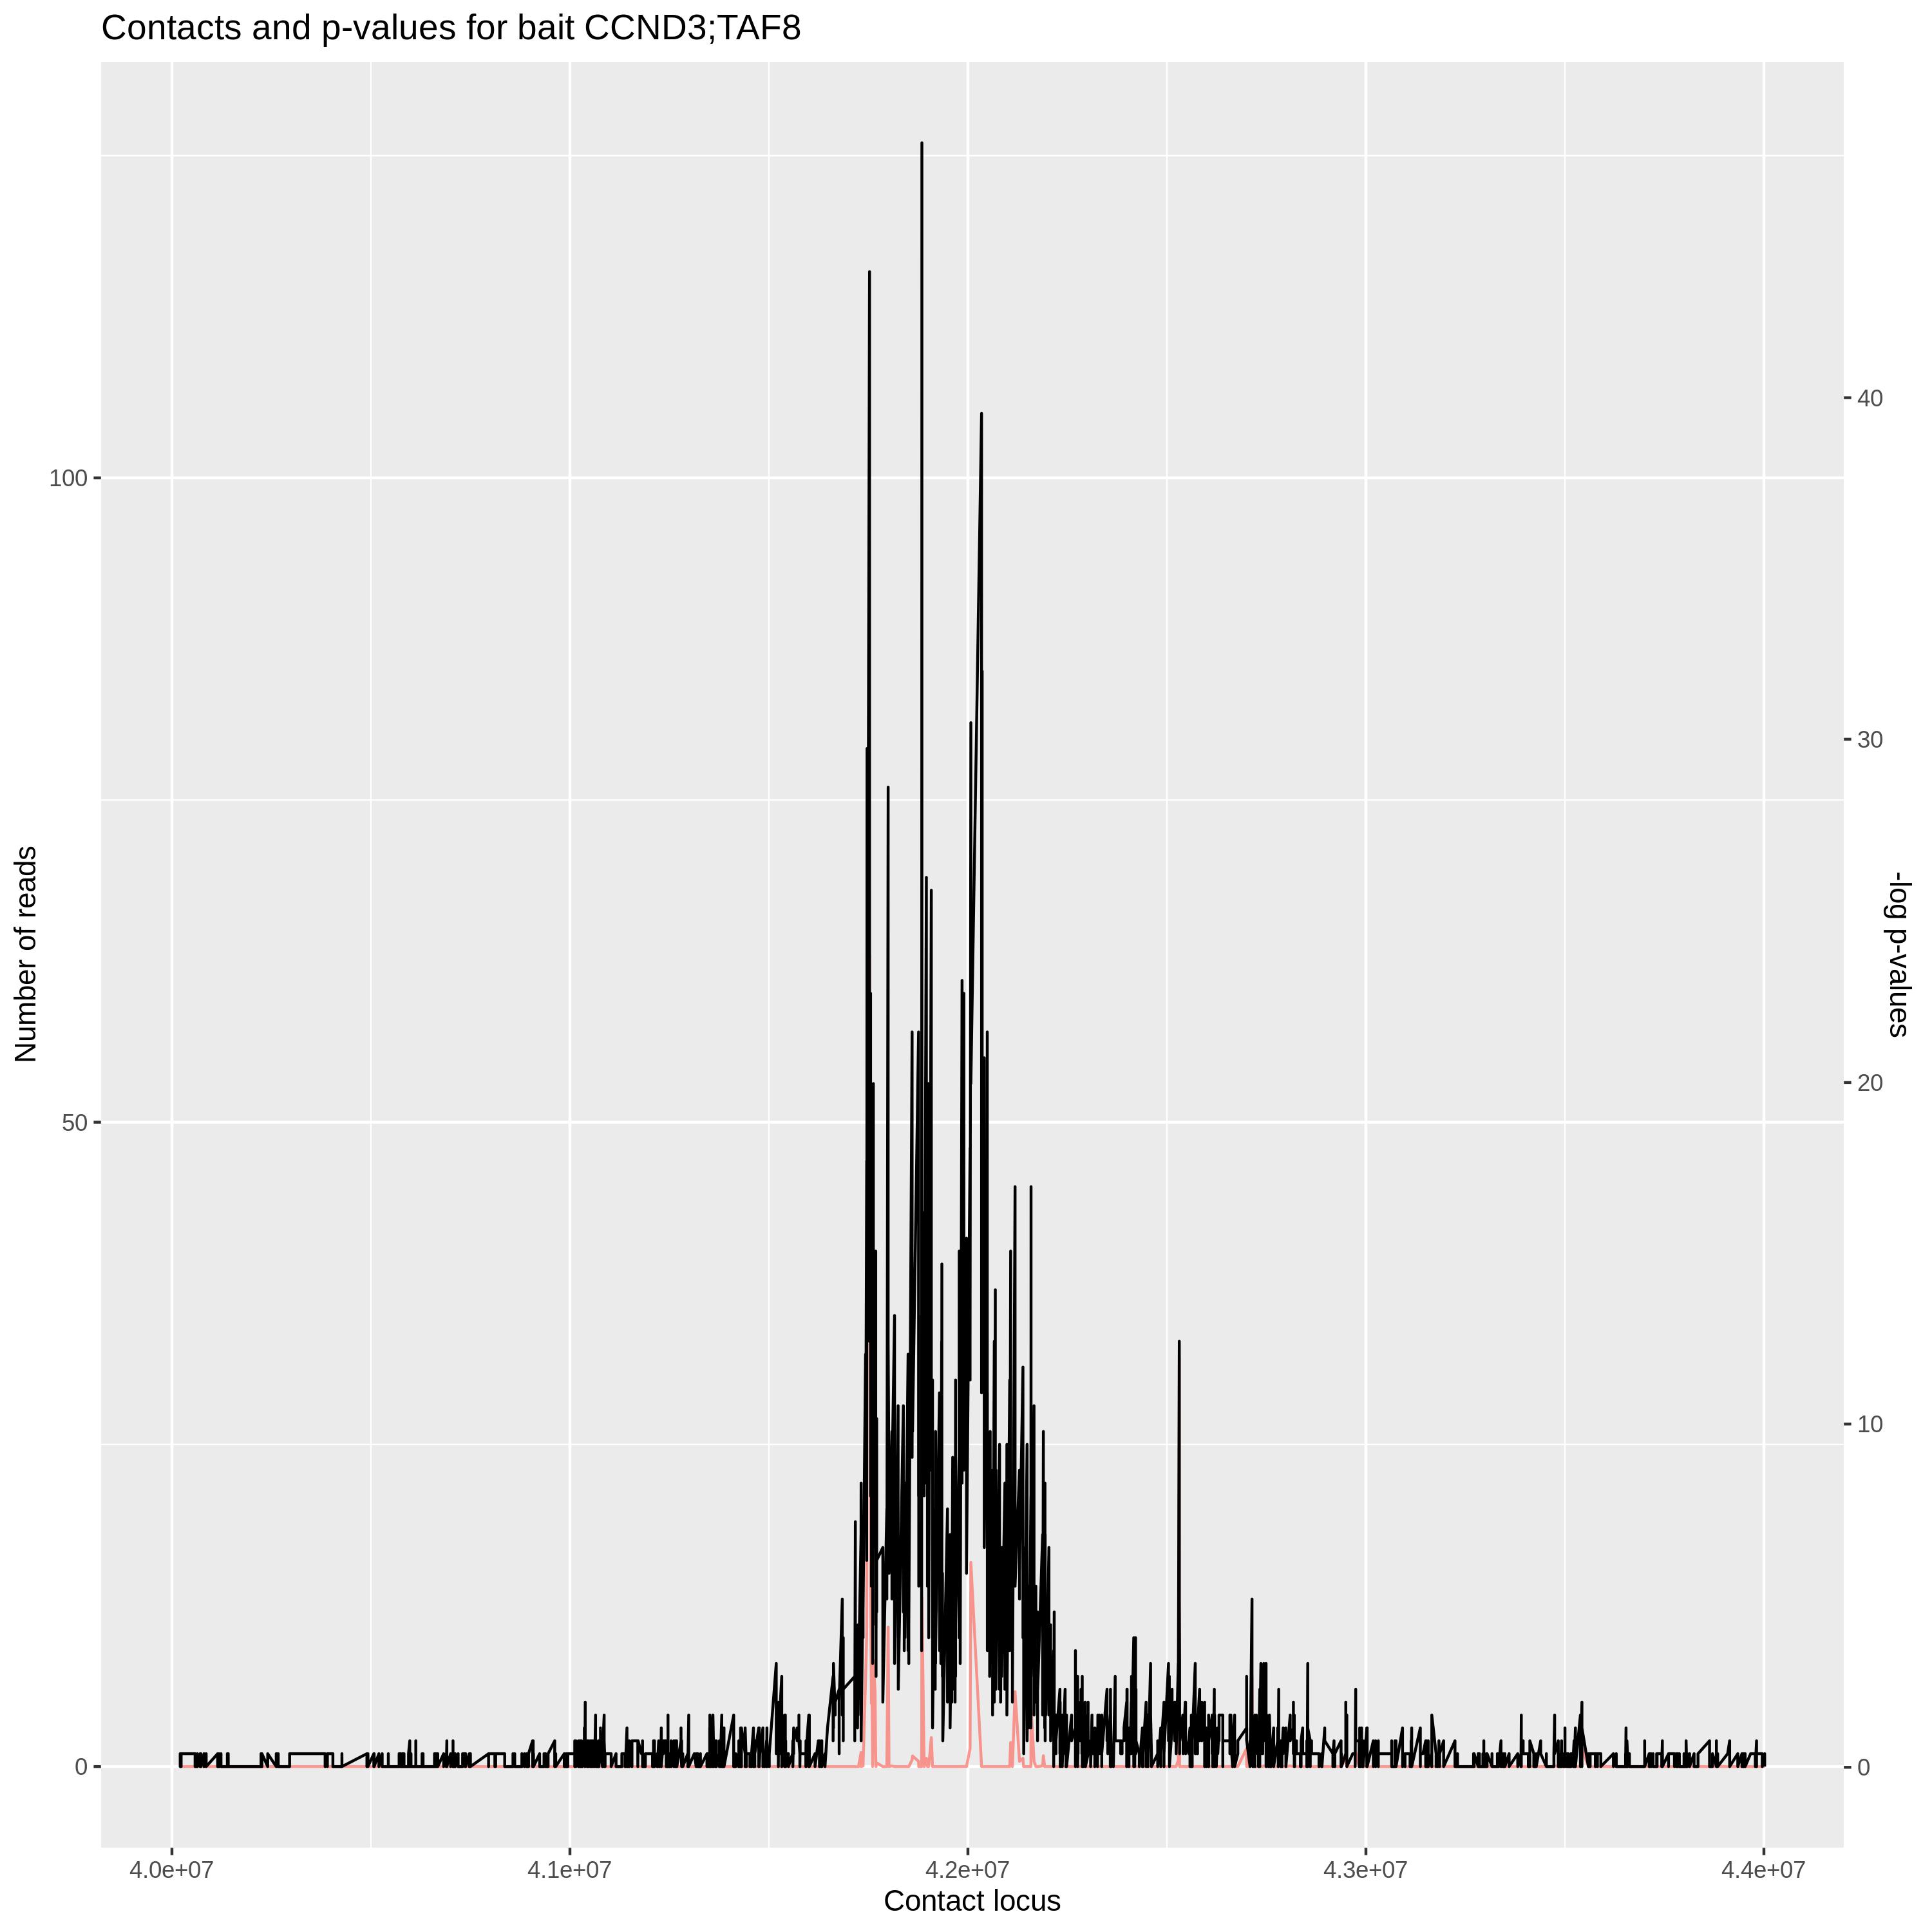 Contacts and p-values for bait CCND3;TAF8
Number of reads
100
50
0
40
30
20
10
0
-log p-values
4.0e+07 4.1e+07 4.2e+07 4.3e+07 4.4e+07
Contact locus